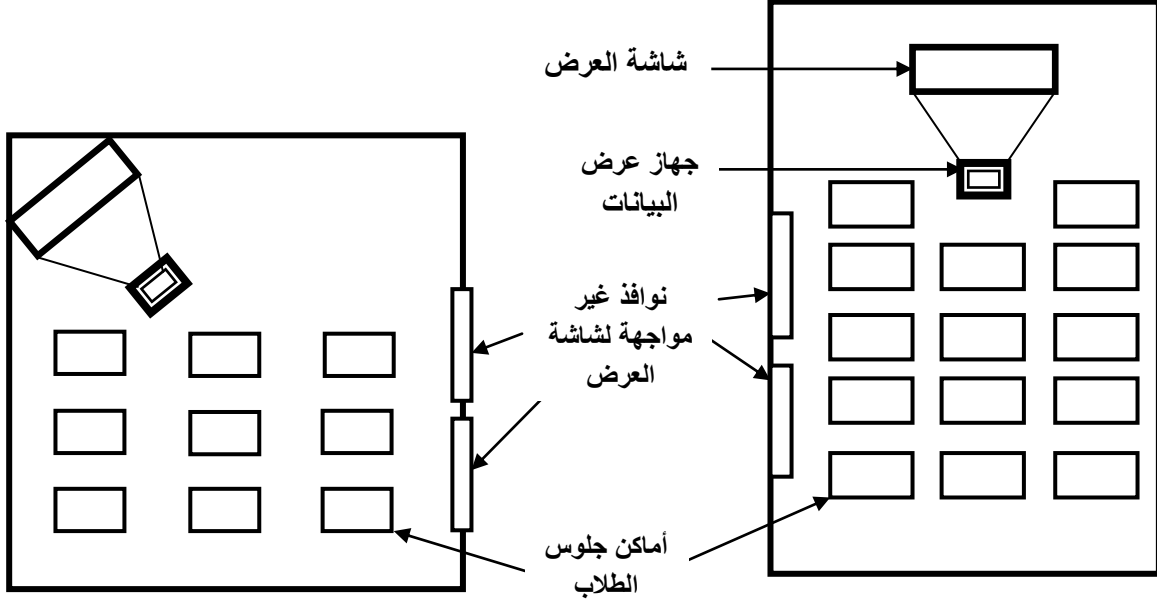 شاشة العرض
جهاز عرض
البيانات
نوافذ غير
مواجهة لشاشة
العرض
أماكن جلوس
الطلاب